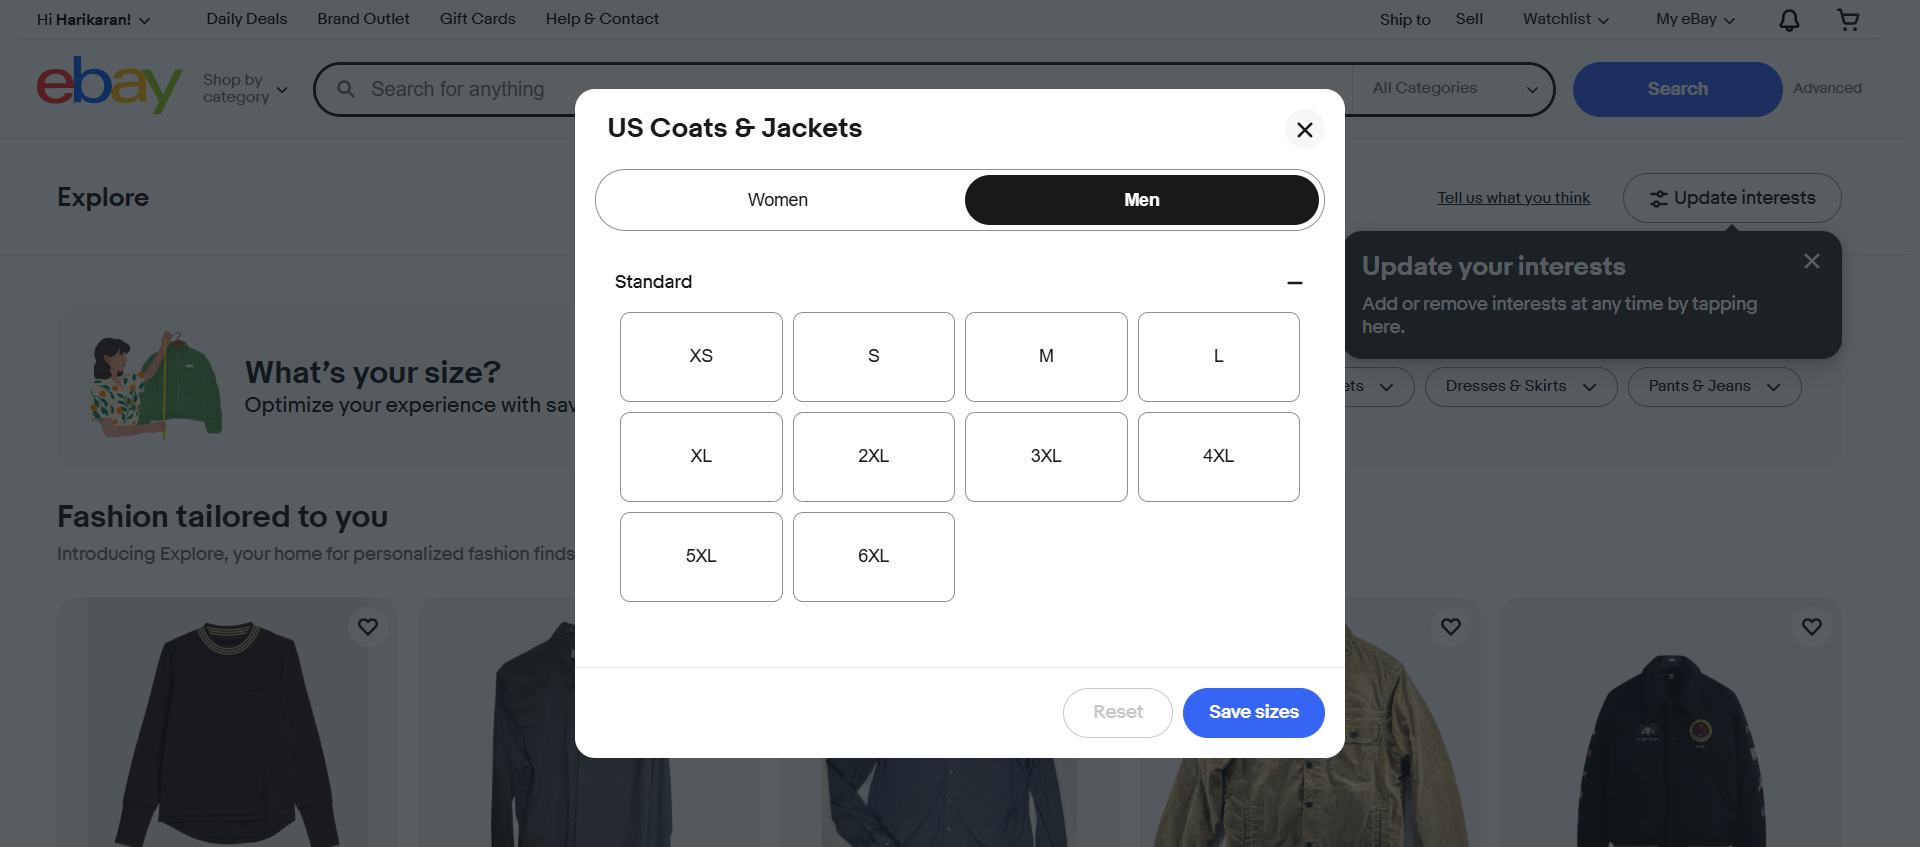 Hi Harikaran! Daily Deals Brand Outlet Gift Cards Help & Contact Ship to Sell Watchlist My eBay
ebay
Shop by
category
Search for anything
All Categories
Search
Advanced
US Coats & Jackets
Women Men
Explore
Tell us what you think
Update interests
Update your interests
Add or remove interests at any time by tapping
here.
Standard
XS S M L
XL 2XL 3XL 4XL
5XL 6XL
What's your size?
Optimize your experience with sav
ets Dresses & Skirts Pants & Jeans
Fashion tailored to you
Introducing Explore, your home for personalized fashion finds
Reset Save sizes